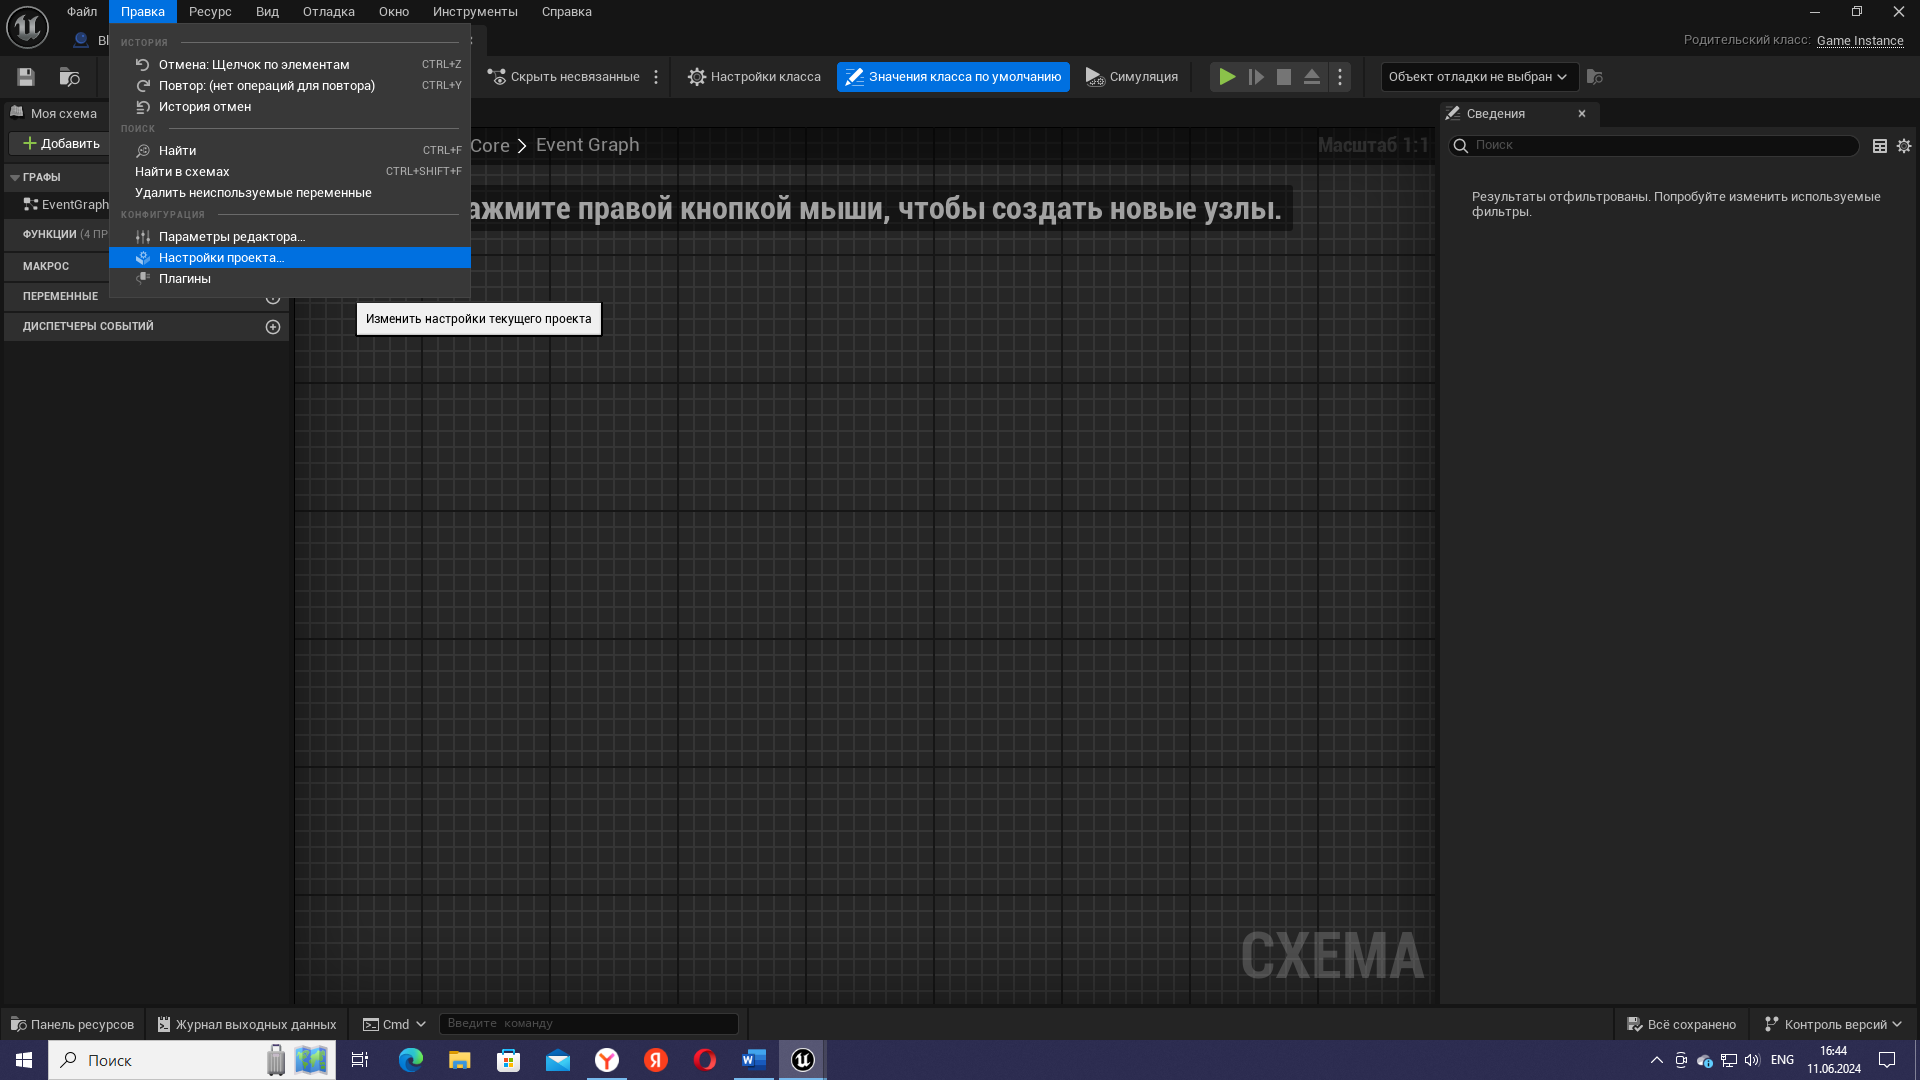 Файл Правка Ресурс Вид Отладка Окно Инструменты Справка
Bl
Родительский класс: Game Instance
ИСТОРИЯ
Отмена: Щелчок по элементам CTRL+Z
Повтор: (нет операций для повтора) CTRL+Y
История отмен
ПОИСК
Найти CTRL+F
Найти в схемах CTRL+SHIFT+F
Удалить неиспользуемые переменные
КОНФИГУРАЦИЯ
Параметры редактора...
Настройки проекта...
Плагины
Изменить настройки текущего проекта
Скрыть несвязанные
Настройки класса
Значения класса по умолчанию
Симуляция
Объект отладки не выбран
Моя схема
Добавить
ГРАФЫ
EventGraph
ФУНКЦИИ (4 ПР
МАКРОС
ПЕРЕМЕННЫЕ
ДИСПЕТЧЕРЫ СОБЫТИЙ
Core > Event Graph
Масштаб 1:1
ажмите правой кнопкой мыши, чтобы создать новые узлы.
СХЕМА
Сведения
Поиск
Результаты отфильтрованы. Попробуйте изменить используемые
фильтры.
Панель ресурсов
Журнал выходных данных
Cmd
Введите команду
Всё сохранено
Контроль версий
Поиск
ENG
16:44
11.06.2024